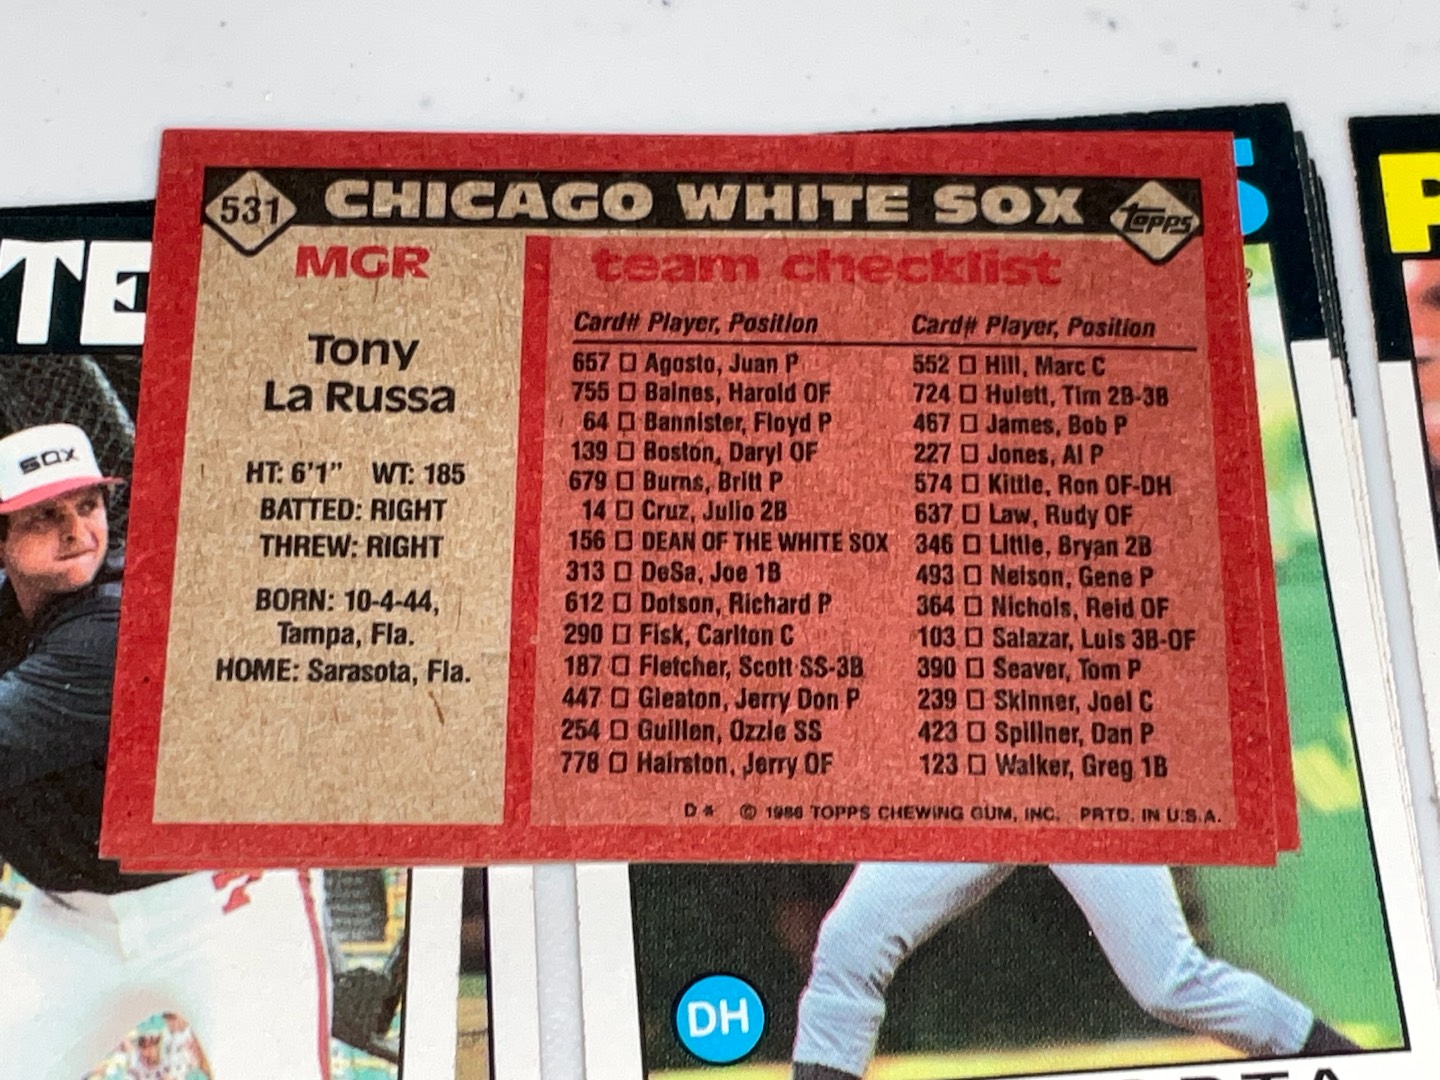 531 CHICAGO WHITE SOX Topps
MGR
Tony
La Russa
HT: 6'1" WT: 185
BATTED: RIGHT
THREW: RIGHT
BORN: 10-4-44,
Tampa, Fla.
HOME: Sarasota, Fla.
team checklist
Card# Player, Position
657 Agosto, Juan P
755 Baines, Harold OF
64 Bannister, Floyd P
139 Boston, Daryl OF
679 Burns, Britt P
14 Cruz, Julio 2B
156 DEAN OF THE WHITE SOX
313 DeSa, Joe 1B
612 Dotson, Richard P
290 Fisk, Carlton C
187 Fletcher, Scott SS-3B
447 Gleaton, Jerry Don P
254 Guillen, Ozzie SS
778 Hairston, Jerry OF
Card# Player, Position
552 Hill, Marc C
724 Hulett, Tim 2B-3B
467 James, Bob P
227 Jones, Al P
574 Kittle, Ron OF-DH
637 Law, Rudy OF
346 Little, Bryan 2B
493 Nelson, Gene P
364 Nichols, Reid OF
103 Salazar, Luis 3B-OF
390 Seaver, Tom P
239 Skinner, Joel C
423 Spillner, Dan P
123 Walker, Greg 1B
D * © 1986 TOPPS CHEWING GUM, INC. PRTD. IN U.S.A.
TE
SOX
DH